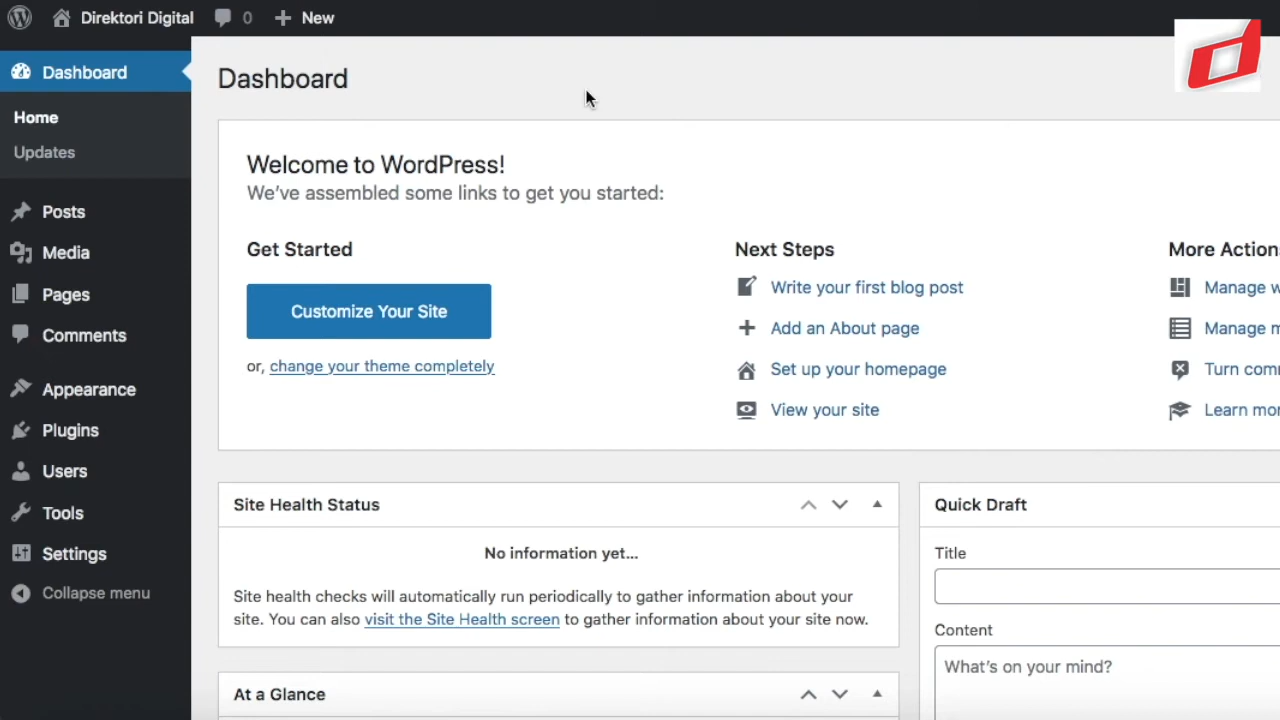 Direktori Digital 0 New
Dashboard
Home
Updates
Posts
Media
Pages
Comments
Appearance
Plugins
Users
Tools
Settings
Collapse menu
Dashboard
Welcome to WordPress!
We've assembled some links to get you started:
Get Started
Customize Your Site
or, change your theme completely
Next Steps
Write your first blog post
Add an About page
Set up your homepage
View your site
More Action
Manage w
Manage m
Turn com
Learn mo
Site Health Status
No information yet...
Site health checks will automatically run periodically to gather information about your
site. You can also visit the Site Health screen to gather information about your site now.
At a Glance
Quick Draft
Title
Content
What's on your mind?